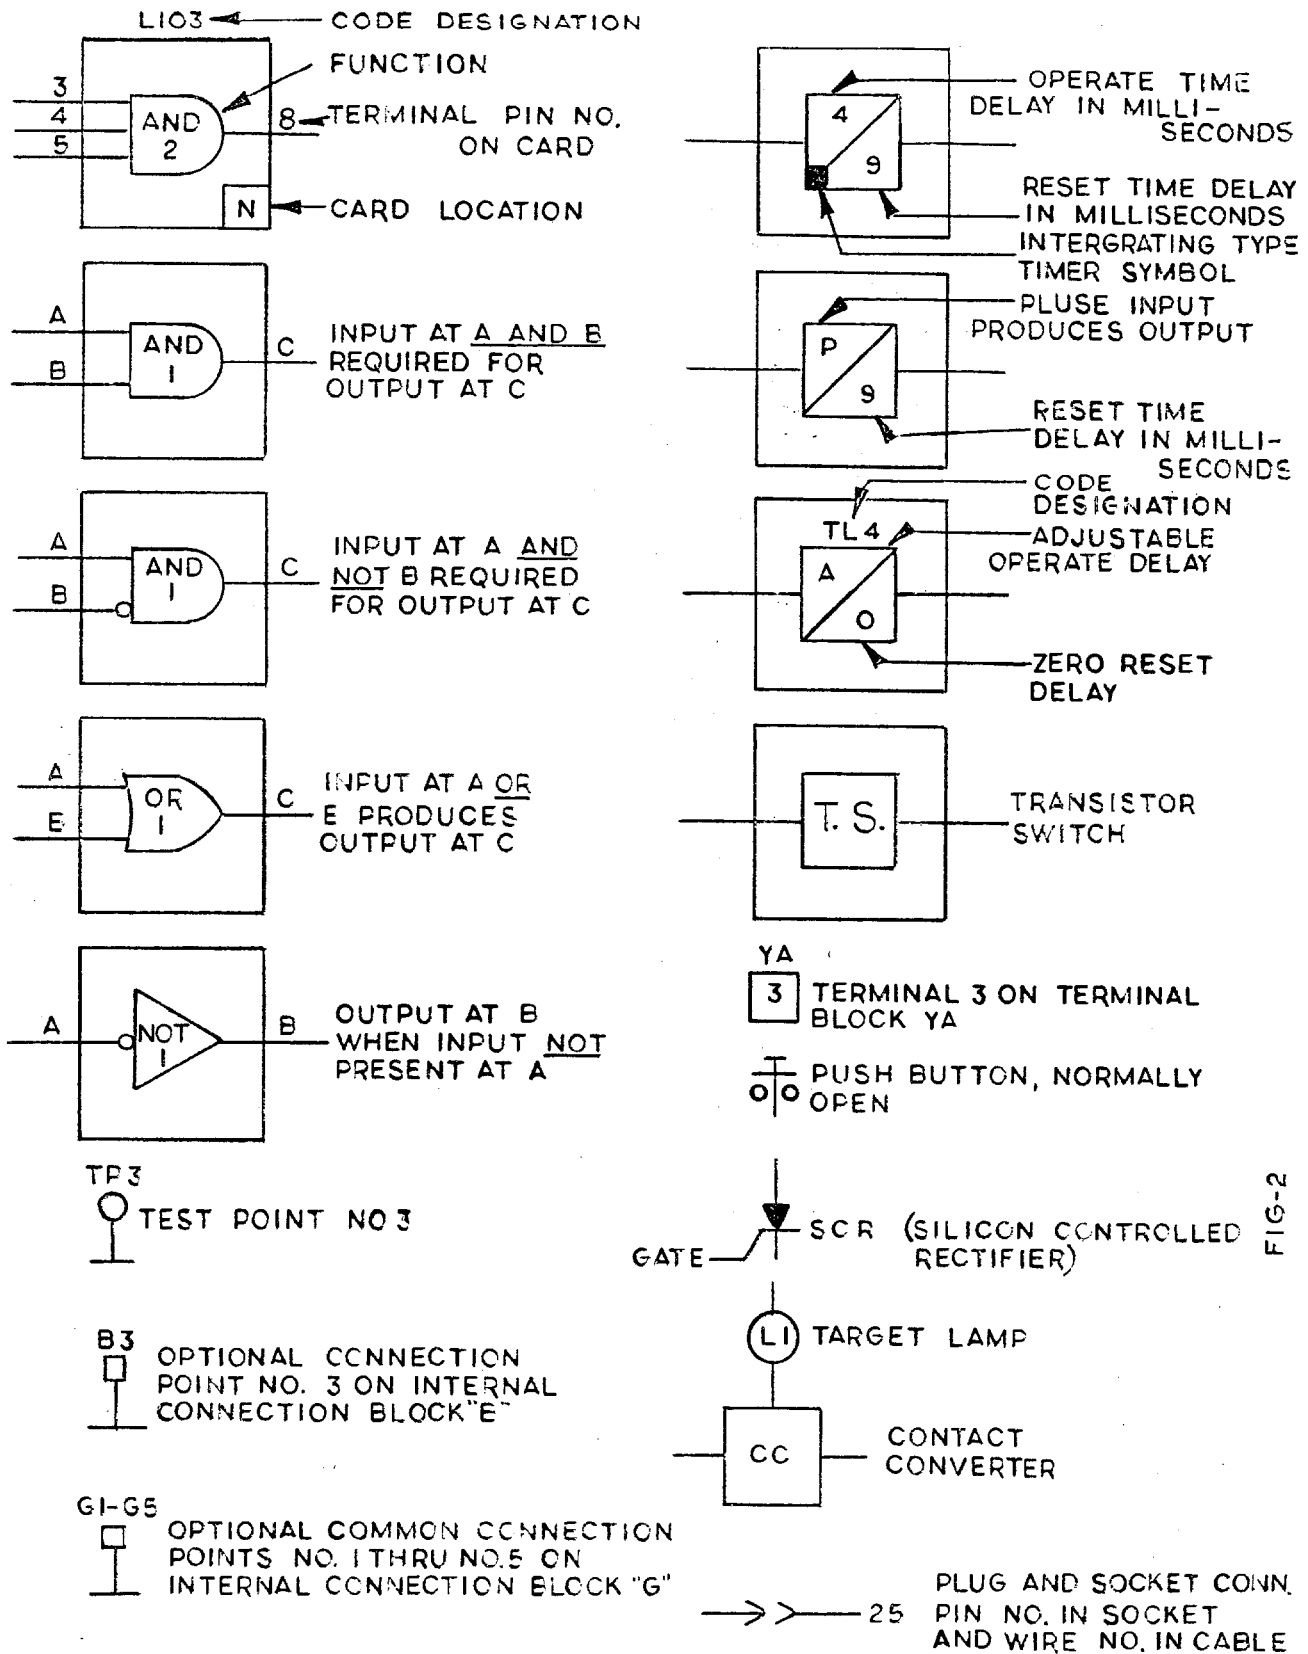 L103 CODE DESIGNATION
FUNCTION
3
4
5
AND
2
8
TERMINAL PIN NO.
ON CARD
N
CARD LOCATION
A
B
AND
1
C
INPUT AT A AND B
REQUIRED FOR
OUTPUT AT C
A
B
AND
1
C
INPUT AT A AND
NOT B REQUIRED
FOR OUTPUT AT C
A
E
OR
1
C
INPUT AT A OR
E PRODUCES
OUTPUT AT C
A
NOT
1
B
OUTPUT AT B
WHEN INPUT NOT
PRESENT AT A
TP3
TEST POINT NO 3
B3
OPTIONAL CONNECTION
POINT NO. 3 ON INTERNAL
CONNECTION BLOCK "E"
G1-G5
OPTIONAL COMMON CONNECTION
POINTS NO. 1 THRU NO.5 ON
INTERNAL CONNECTION BLOCK "G"
4
9
OPERATE TIME
DELAY IN MILLI-
SECONDS
RESET TIME DELAY
IN MILLISECONDS
INTERGRATING TYPE
TIMER SYMBOL
P
9
PLUSE INPUT
PRODUCES OUTPUT
RESET TIME
DELAY IN MILLI-
SECONDS
CODE
DESIGNATION
TL4
A
O
ADJUSTABLE
OPERATE DELAY
ZERO RESET
DELAY
T.S.
TRANSISTOR
SWITCH
YA
3
TERMINAL 3 ON TERMINAL
BLOCK YA
PUSH BUTTON, NORMALLY
OPEN
GATE
SCR (SILICON CONTROLLED
RECTIFIER)
L1
TARGET LAMP
CC
CONTACT
CONVERTER
25
PLUG AND SOCKET CONN.
PIN NO. IN SOCKET
AND WIRE NO. IN CABLE
FIG-2